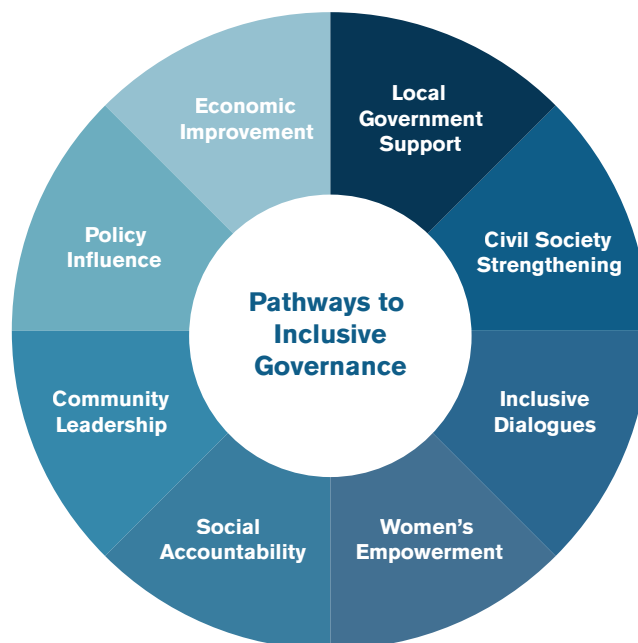 Economic
Improvement
Local
Government
Support
Civil Society
Strengthening
Inclusive
Dialogues
Women's
Empowerment
Social
Accountability
Community
Leadership
Policy
Influence
Pathways to
Inclusive
Governance